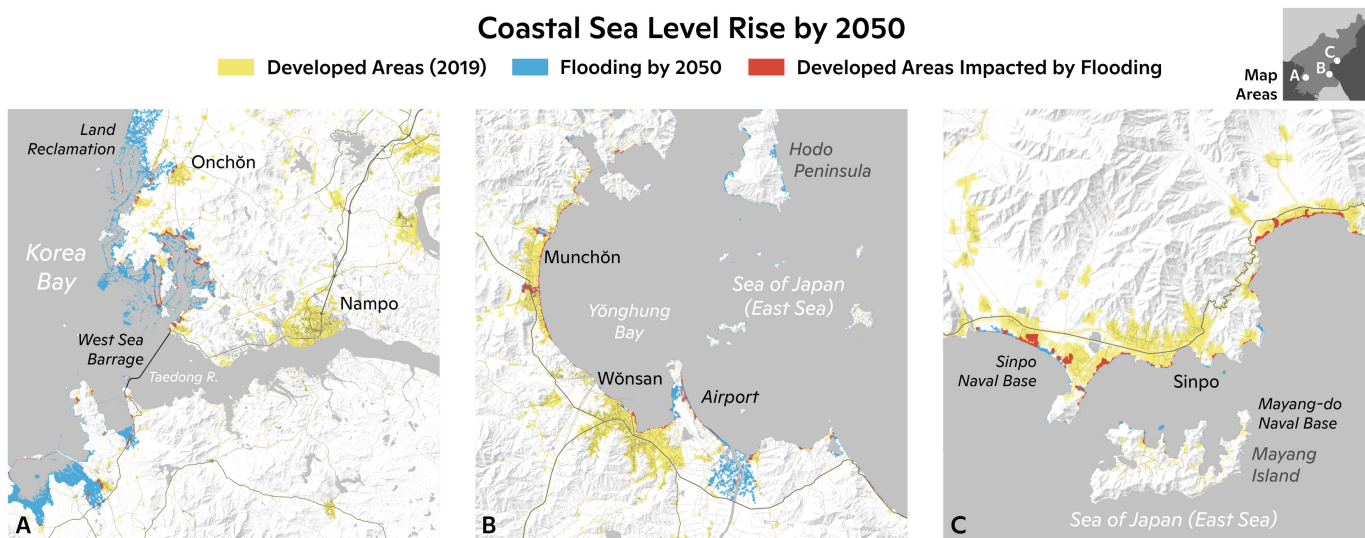 Coastal Sea Level Rise by 2050
Developed Areas (2019)
Flooding by 2050
Developed Areas Impacted by Flooding
Map
Areas
A
B
C
Land
Reclamation
Onchŏn
Korea
Bay
Nampo
West Sea
Barrage
Taedong R.
A
Hodo
Peninsula
Munchŏn
Sea of Japan
(East Sea)
Yŏnghung
Bay
Wŏnsan
Airport
B
Sinpo
Naval Base
Sinpo
Mayang-do
Naval Base
Mayang
Island
Sea of Japan (East Sea)
C